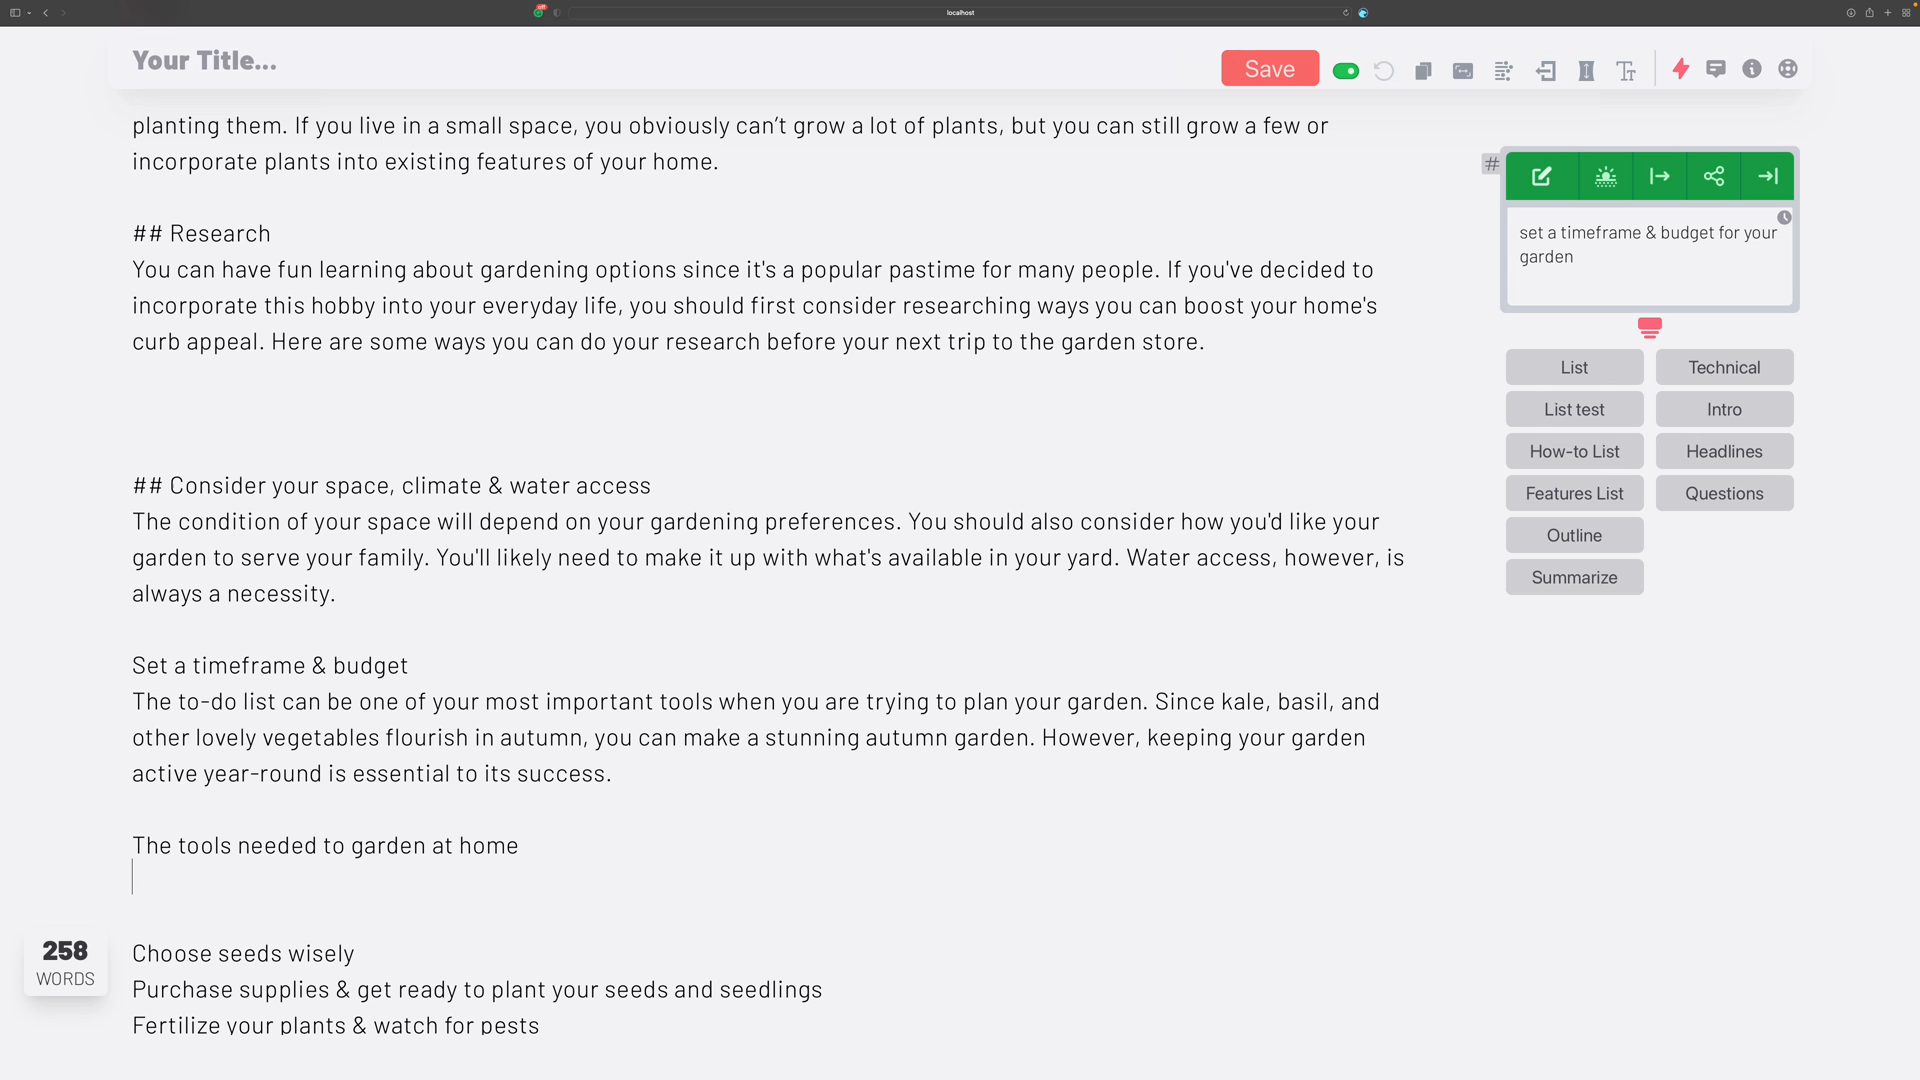 off
localhost
Your Title...
Save
planting them. If you live in a small space, you obviously can’t grow a lot of plants, but you can still grow a few or
incorporate plants into existing features of your home.
## Research
You can have fun learning about gardening options since it's a popular pastime for many people. If you've decided to
incorporate this hobby into your everyday life, you should first consider researching ways you can boost your home's
curb appeal. Here are some ways you can do your research before your next trip to the garden store.
## Consider your space, climate & water access
The condition of your space will depend on your gardening preferences. You should also consider how you'd like your
garden to serve your family. You'll likely need to make it up with what's available in your yard. Water access, however, is
always a necessity.
Set a timeframe & budget
The to-do list can be one of your most important tools when you are trying to plan your garden. Since kale, basil, and
other lovely vegetables flourish in autumn, you can make a stunning autumn garden. However, keeping your garden
active year-round is essential to its success.
The tools needed to garden at home
Choose seeds wisely
Purchase supplies & get ready to plant your seeds and seedlings
Fertilize your plants & watch for pests
258
WORDS
#
set a timeframe & budget for your
garden
List
Technical
List test
Intro
How-to List
Headlines
Features List
Questions
Outline
Summarize